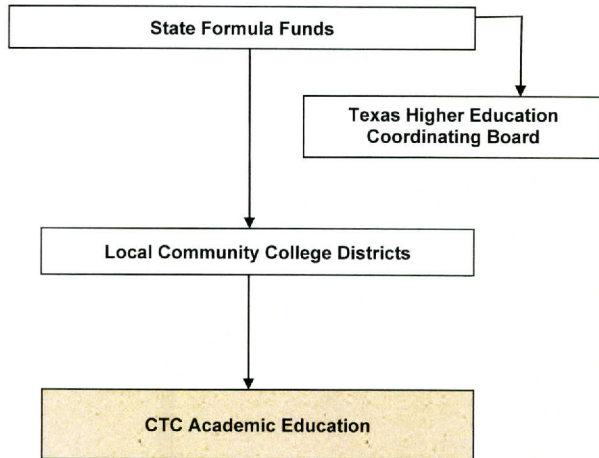 State Formula Funds
Texas Higher Education
Coordinating Board
Local Community College Districts
CTC Academic Education